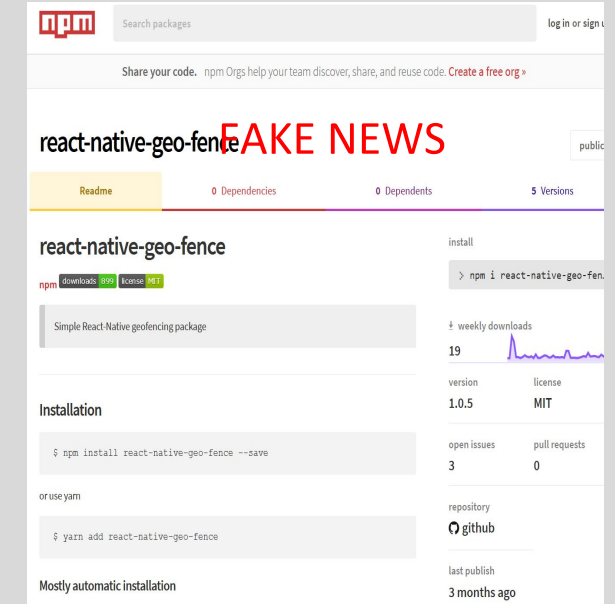 npm
Search packages
log in or sign
Share your code. npm Orgs help your team discover, share, and reuse code. Create a free org »
react-native-geo-fence
FAKE NEWS
public
Readme
0 Dependencies
0 Dependents
5 Versions
react-native-geo-fence
npm downloads 899 license MIT
Simple React-Native geofencing package
Installation
$ npm install react-native-geo-fence --save
or use yarn
$ yarn add react-native-geo-fence
Mostly automatic installation
install
> npm i react-native-geo-fen.
weekly downloads
19
version
license
1.0.5
MIT
open issues
pull requests
3
0
repository
github
last publish
3 months ago